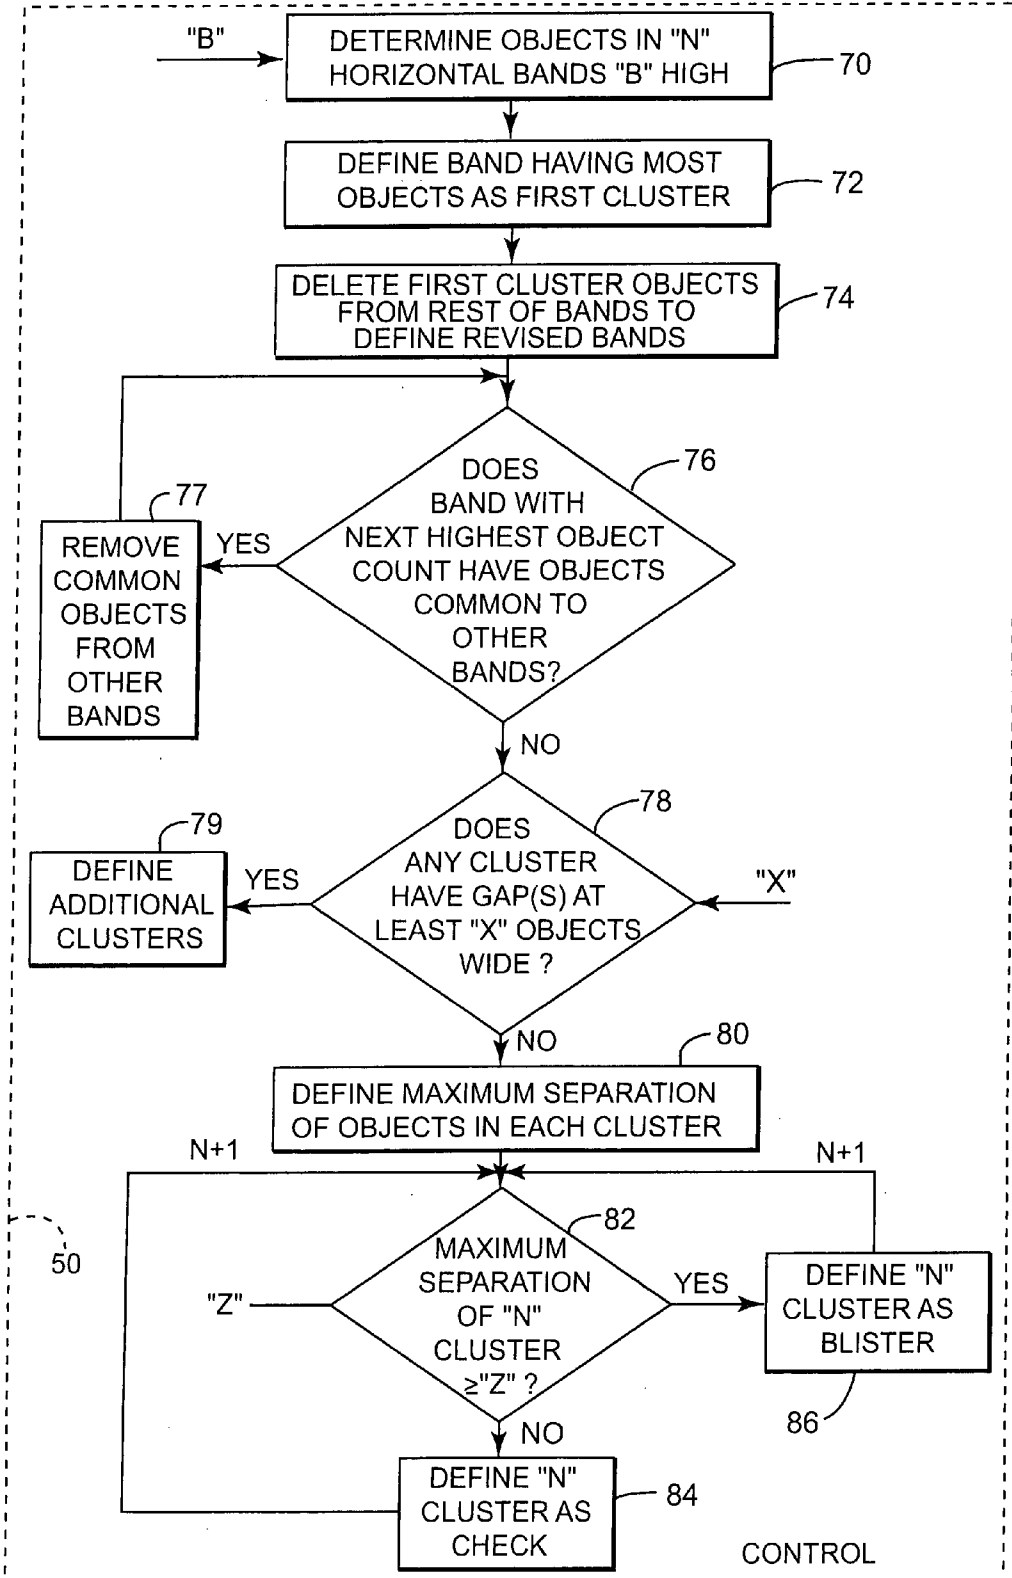 "B"
DETERMINE OBJECTS IN "N"
HORIZONTAL BANDS "B" HIGH
70
DEFINE BAND HAVING MOST
OBJECTS AS FIRST CLUSTER
72
DELETE FIRST CLUSTER OBJECTS
FROM REST OF BANDS TO
DEFINE REVISED BANDS
74
DOES
BAND WITH
NEXT HIGHEST OBJECT
COUNT HAVE OBJECTS
COMMON TO
OTHER
BANDS?
76
77
YES
REMOVE
COMMON
OBJECTS
FROM
OTHER
BANDS
NO
DOES
ANY CLUSTER
HAVE GAP(S) AT
LEAST "X" OBJECTS
WIDE ?
78
"X"
79
YES
DEFINE
ADDITIONAL
CLUSTERS
NO
80
DEFINE MAXIMUM SEPARATION
OF OBJECTS IN EACH CLUSTER
N+1
N+1
82
MAXIMUM
SEPARATION
OF "N"
CLUSTER
≥"Z" ?
50
"Z"
YES
DEFINE "N"
CLUSTER AS
BLISTER
86
NO
DEFINE "N"
CLUSTER AS
CHECK
84
CONTROL